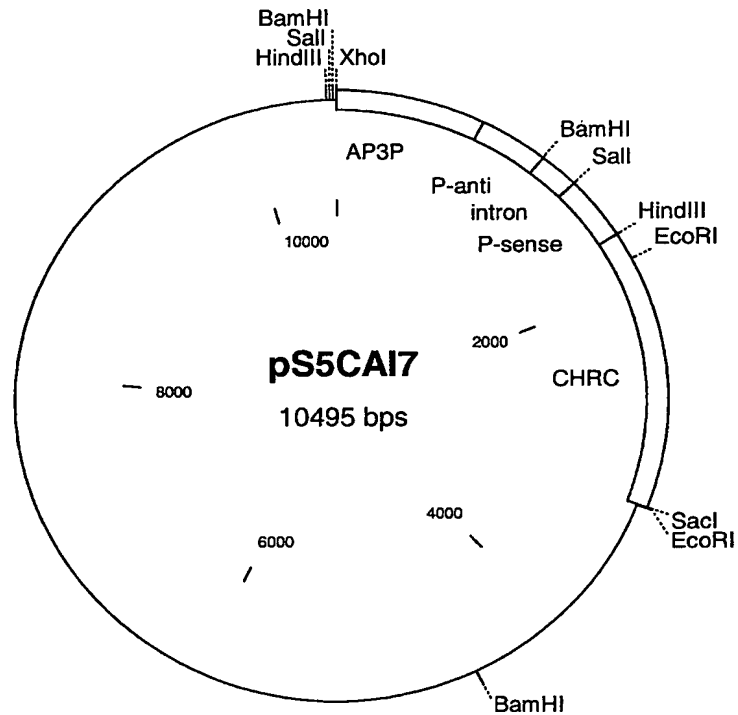 BamHI
SalI
HindIII XhoI
BamHI
SalI
AP3P
P-anti
intron
HindIII
P-sense
EcoRI
10000
2000
pS5CAI7
CHRC
8000
10495 bps
4000
SacI
6000
EcoRI
BamHI